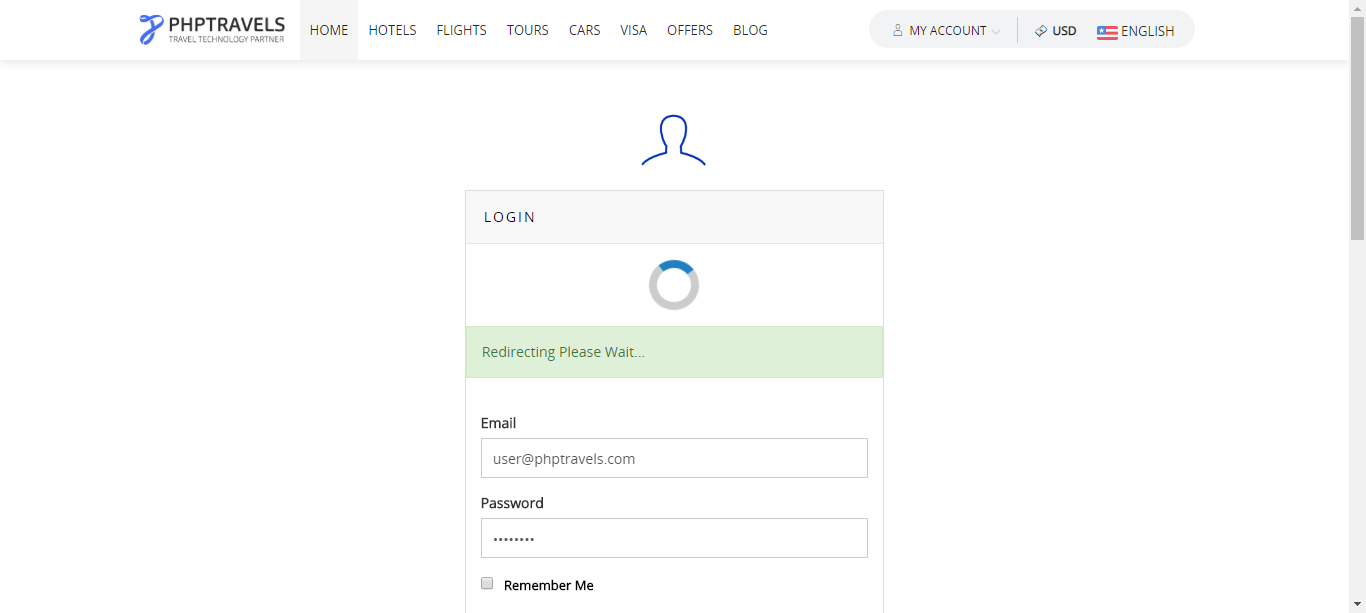 PHPTRAVELS
TRAVEL TECHNOLOGY PARTNER
HOME HOTELS FLIGHTS TOURS CARS VISA OFFERS BLOG MY ACCOUNT USD ENGLISH
LOGIN
Redirecting Please Wait...
Email
user@phptravels.com
Password
••••••••
Remember Me